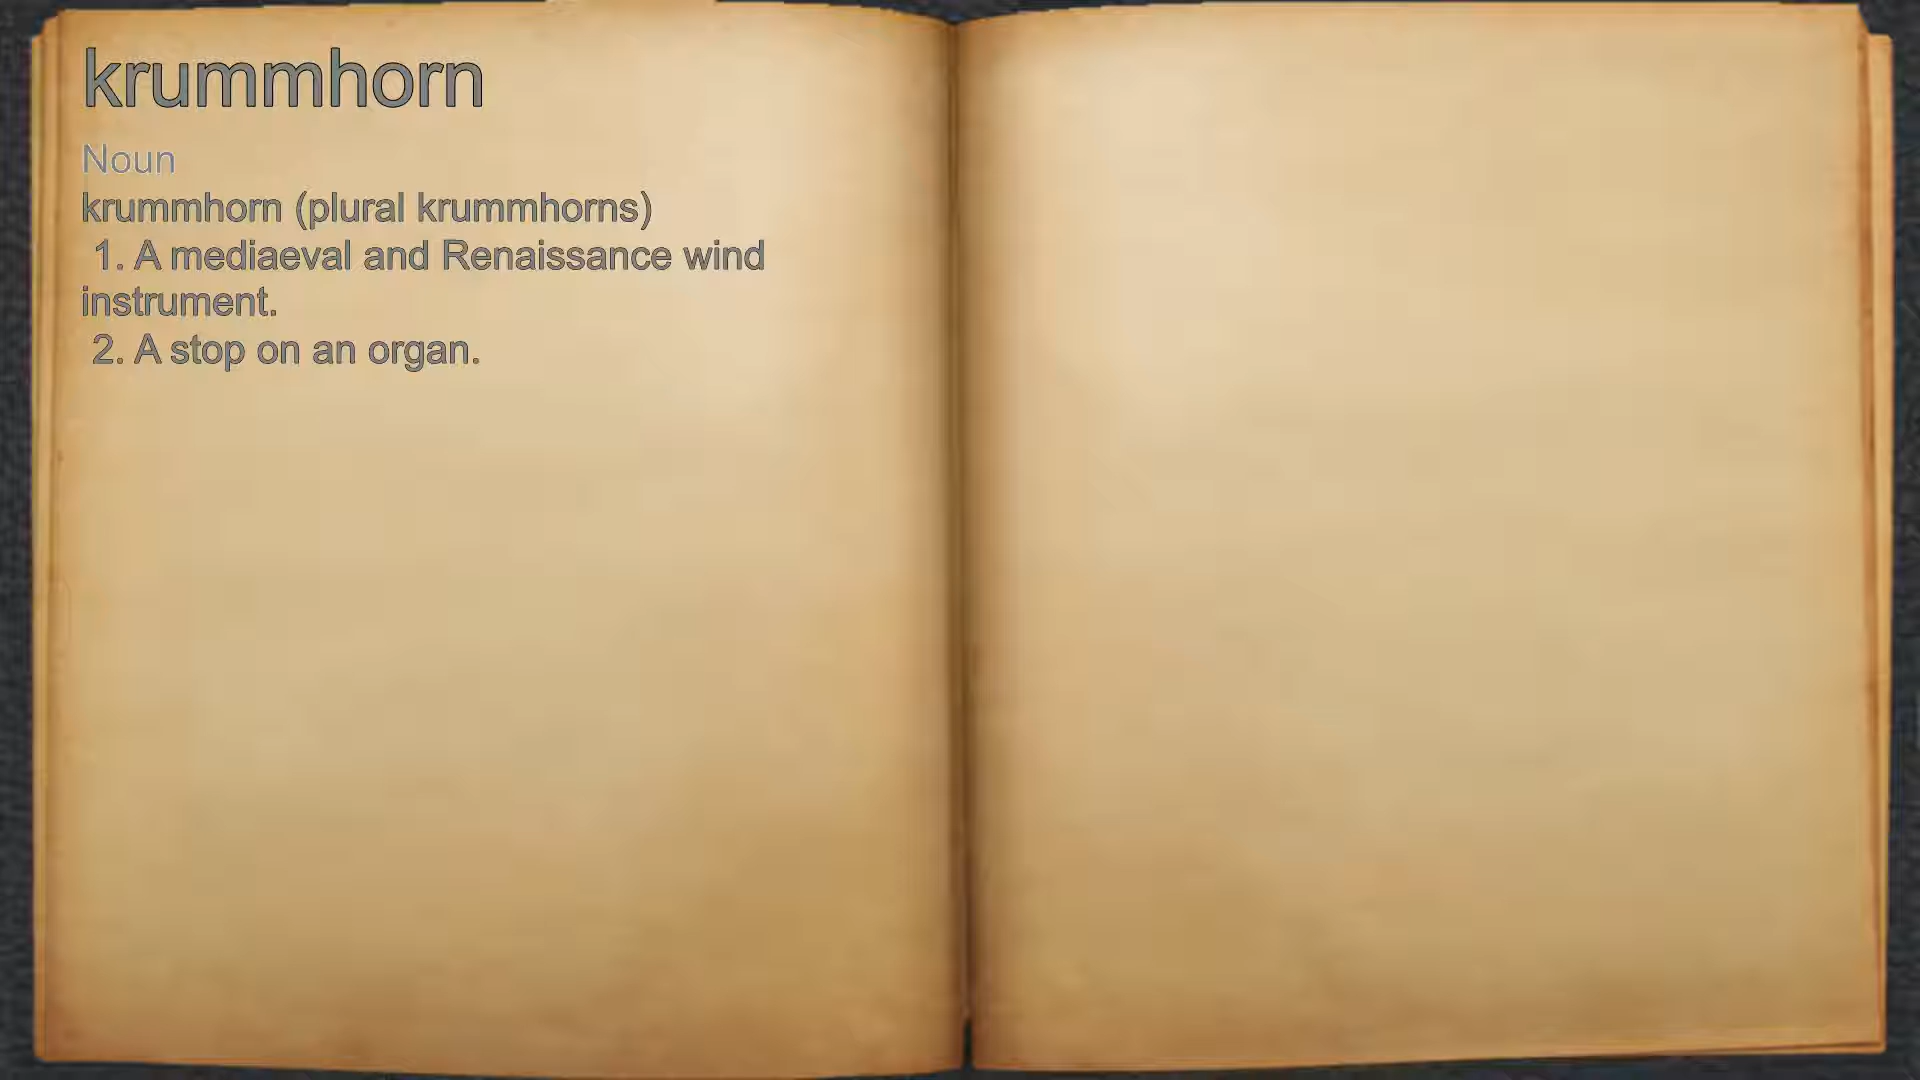 krummhorn
Noun
krummhorn (plural krummhorns)
1. A mediaeval and Renaissance wind
instrument.
2. A stop on an organ.